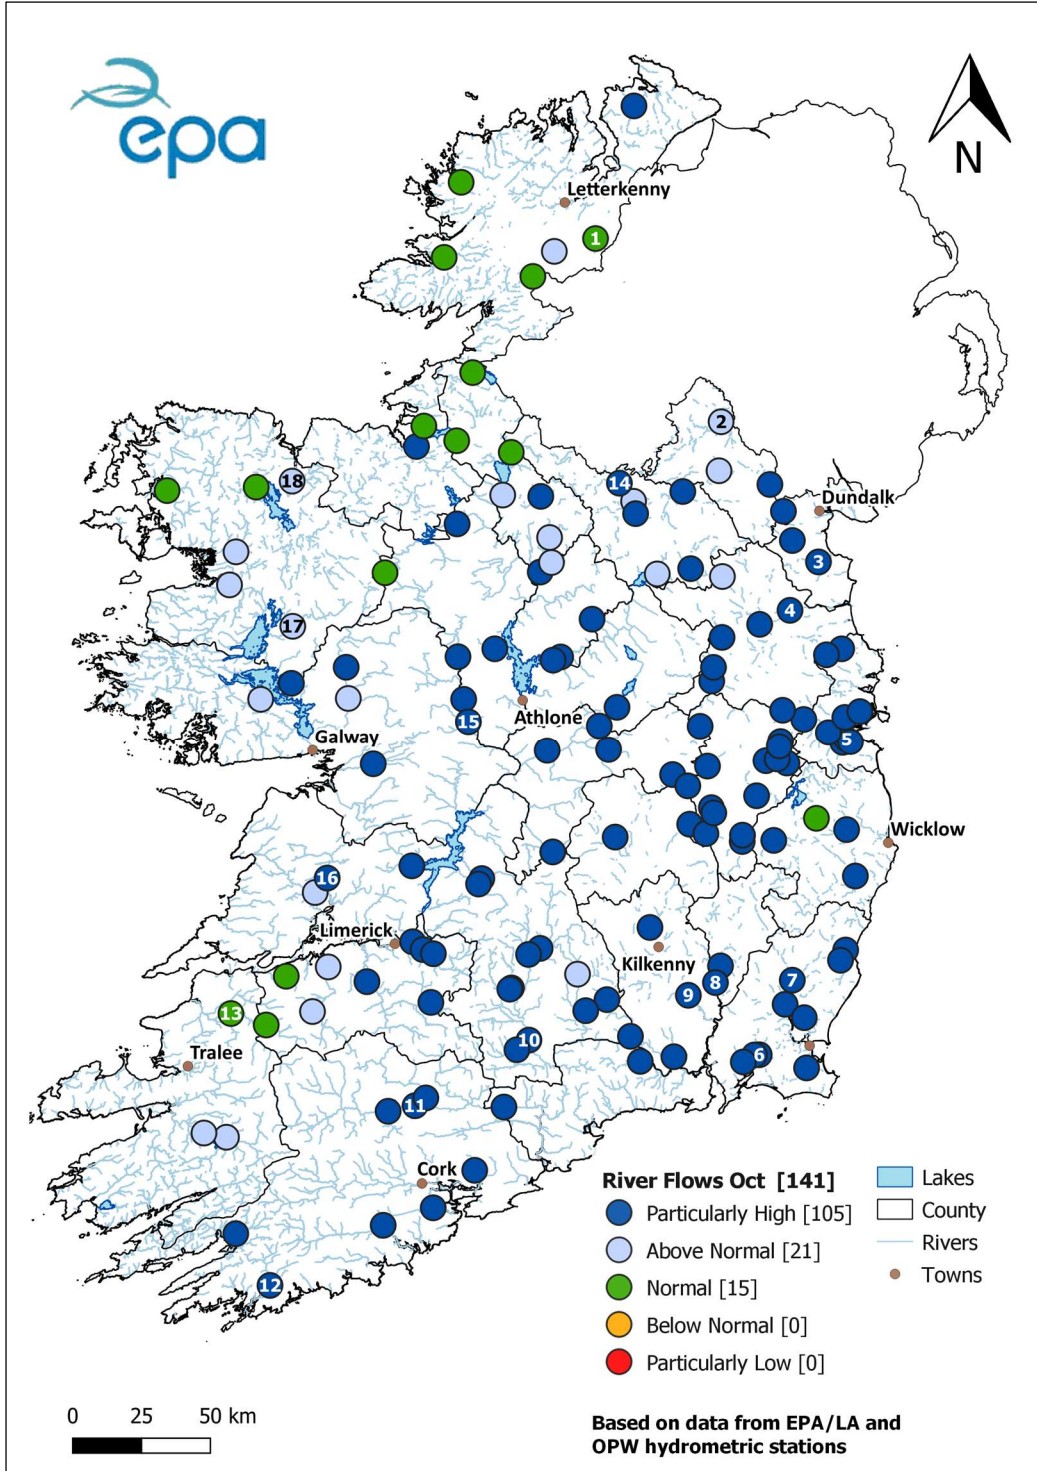 epa
N
Letterkenny
1
2
18
14
Dundalk
3
4
17
15
Athlone
5
Galway
Wicklow
16
Limerick
Kilkenny
7
8
9
13
10
6
Tralee
11
Cork
12
River Flows Oct [141]
Particularly High [105]
Above Normal [21]
Normal [15]
Below Normal [0]
Particularly Low [0]
Lakes
County
Rivers
Towns
0 25 50 km
Based on data from EPA/LA and
OPW hydrometric stations